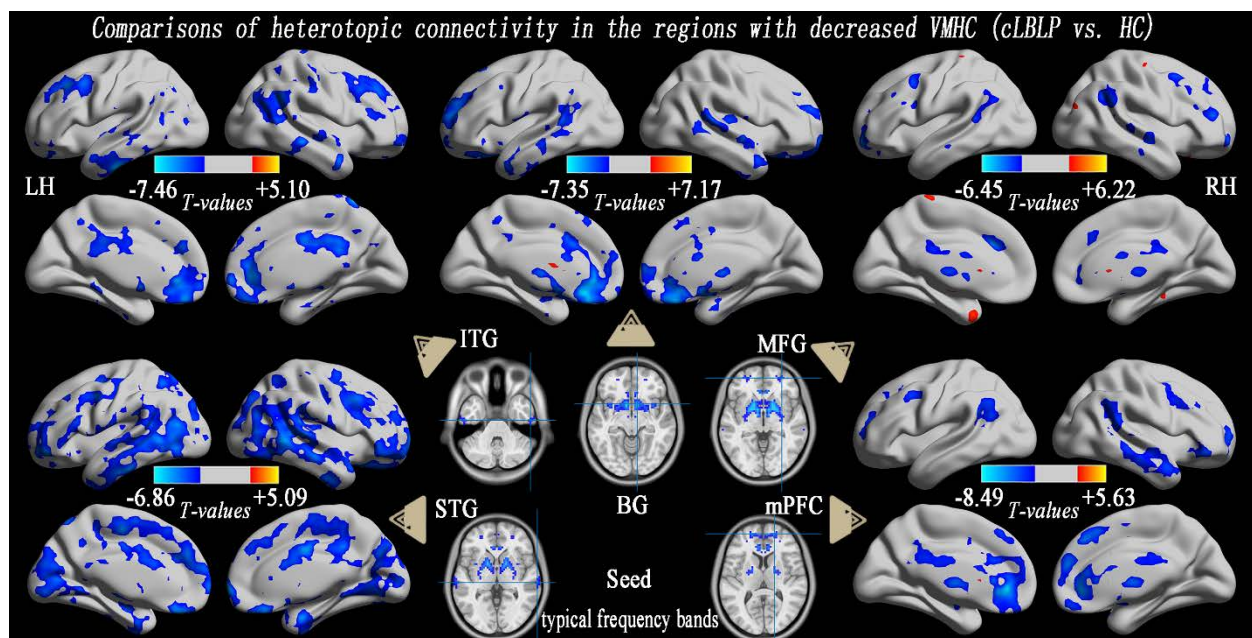 Comparisons of heterotopic connectivity in the regions with decreased VMHC (cLBLP vs. HC)
LH
-7.46 +5.10
T-values
-7.35 +7.17
T-values
-6.45 +6.22
T-values
RH
ITG
MFG
-6.86 +5.09
T-values
STG
BG
mPFC
-8.49 +5.63
T-values
Seed
typical frequency bands